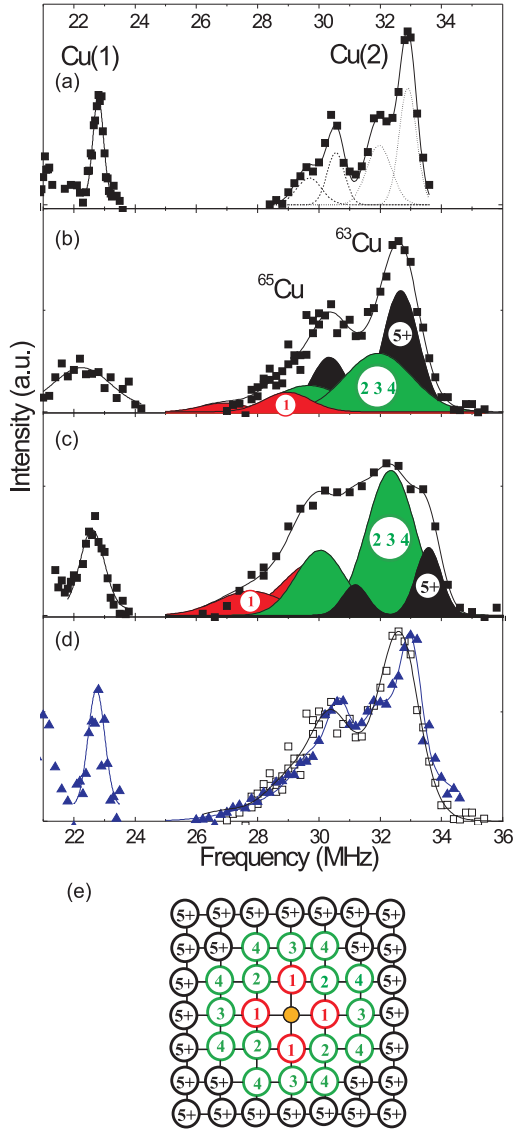 22 24 26 28 30 32 34
Cu(1) Cu(2)
(a)
(b)
65Cu 63Cu
5+
2 3 4
1
(c)
2 3 4
5+
1
(d)
Intensity (a.u.)
22 24 26 28 30 32 34 36
Frequency (MHz)
(e)
5+ 5+ 5+ 5+ 5+ 5+ 5+
5+ 5+ 4 3 4 5+ 5+
5+ 4 2 1 2 4 5+
5+ 3 1 1 3 5+
5+ 4 2 1 2 4 5+
5+ 5+ 4 3 4 5+ 5+
5+ 5+ 5+ 5+ 5+ 5+ 5+